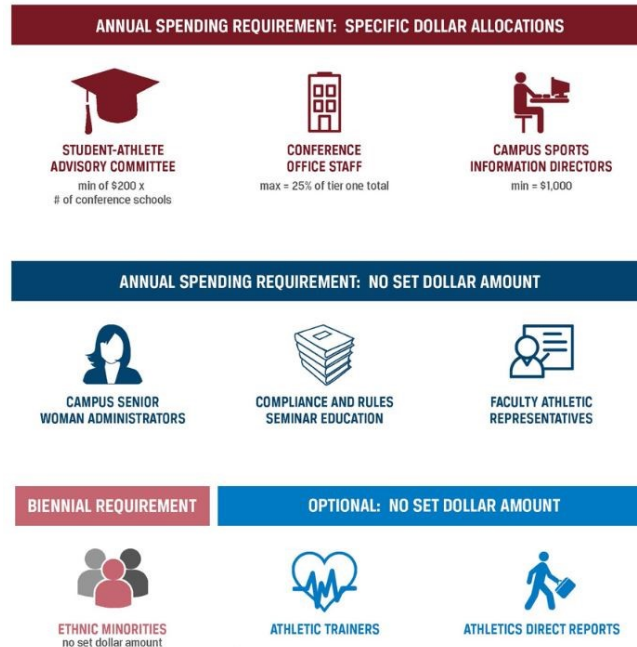 ANNUAL SPENDING REQUIREMENT: SPECIFIC DOLLAR ALLOCATIONS
STUDENT-ATHLETE
ADVISORY COMMITTEE
min of $200 x
# of conference schools
CONFERENCE
OFFICE STAFF
max = 25% of tier one total
CAMPUS SPORTS
INFORMATION DIRECTORS
min = $1,000
ANNUAL SPENDING REQUIREMENT: NO SET DOLLAR AMOUNT
CAMPUS SENIOR
WOMAN ADMINISTRATORS
COMPLIANCE AND RULES
SEMINAR EDUCATION
FACULTY ATHLETIC
REPRESENTATIVES
BIENNIAL REQUIREMENT
ETHNIC MINORITIES
no set dollar amount
OPTIONAL: NO SET DOLLAR AMOUNT
ATHLETIC TRAINERS
ATHLETICS DIRECT REPORTS